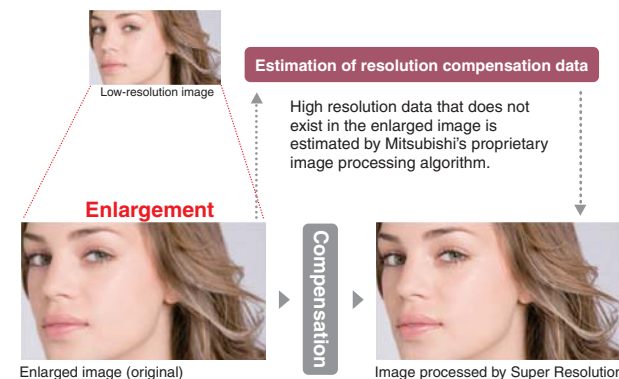 Low-resolution image
Estimation of resolution compensation data
High resolution data that does not
exist in the enlarged image is
estimated by Mitsubishi's proprietary
image processing algorithm.
Enlargement
Compensation
Enlarged image (original)
Image processed by Super Resolution